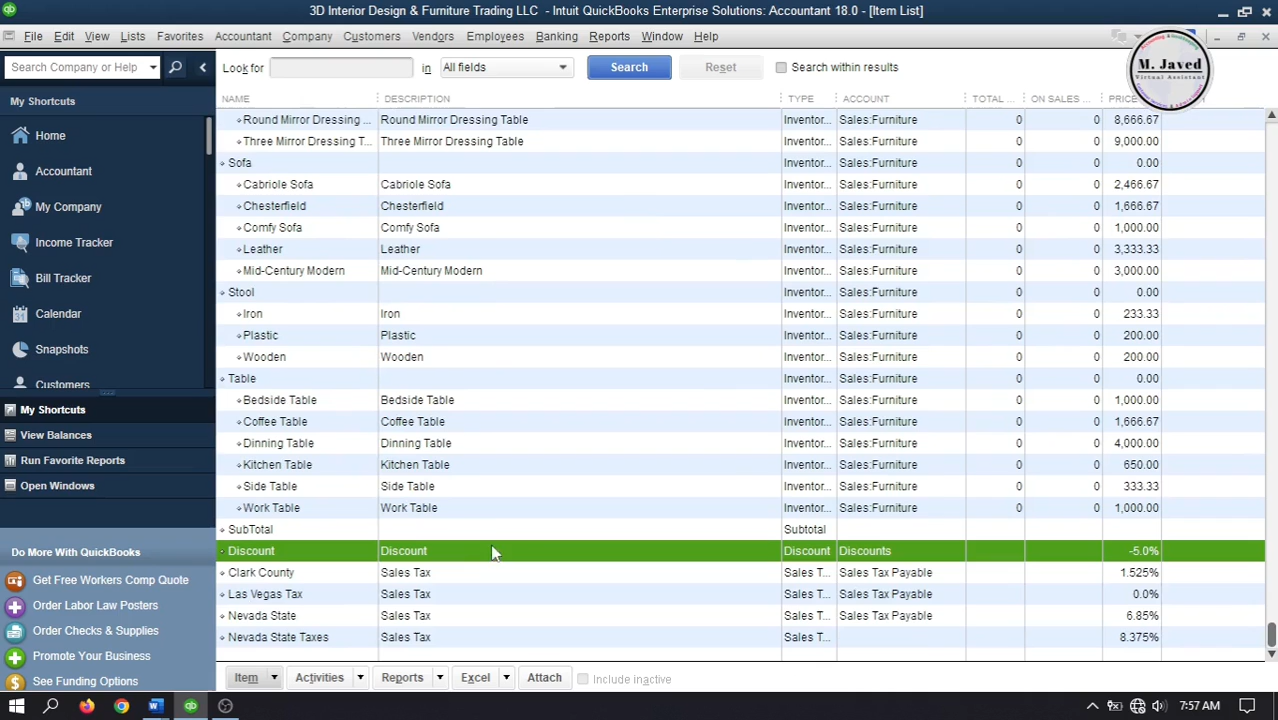 3D Interior Design & Furniture Trading LLC - Intuit QuickBooks Enterprise Solutions: Accountant 18.0 - [Item List]
File Edit View Lists Favorites Accountant Company Customers Vendors Employees Banking Reports Window Help
Search Company or Help
Look for in All fields Search Reset Search within results
M. Javed
Virtual Assistant
My Shortcuts
Home
Accountant
My Company
Income Tracker
Bill Tracker
Calendar
Snapshots
Customers
My Shortcuts
View Balances
Run Favorite Reports
Open Windows
Do More With QuickBooks
Get Free Workers Comp Quote
Order Labor Law Posters
Order Checks & Supplies
Promote Your Business
See Funding Options
NAME DESCRIPTION TYPE ACCOUNT TOTAL ... ON SALES ... PRICE
Round Mirror Dressing ... Round Mirror Dressing Table Inventor... Sales:Furniture 0 0 8,666.67
Three Mirror Dressing T... Three Mirror Dressing Table Inventor... Sales:Furniture 0 0 9,000.00
Sofa Inventor... Sales:Furniture 0 0 0.00
Cabriole Sofa Cabriole Sofa Inventor... Sales:Furniture 0 0 2,466.67
Chesterfield Chesterfield Inventor... Sales:Furniture 0 0 1,666.67
Comfy Sofa Comfy Sofa Inventor... Sales:Furniture 0 0 1,000.00
Leather Leather Inventor... Sales:Furniture 0 0 3,333.33
Mid-Century Modern Mid-Century Modern Inventor... Sales:Furniture 0 0 3,000.00
Stool Inventor... Sales:Furniture 0 0 0.00
Iron Iron Inventor... Sales:Furniture 0 0 233.33
Plastic Plastic Inventor... Sales:Furniture 0 0 200.00
Wooden Wooden Inventor... Sales:Furniture 0 0 200.00
Table Inventor... Sales:Furniture 0 0 0.00
Bedside Table Bedside Table Inventor... Sales:Furniture 0 0 1,000.00
Coffee Table Coffee Table Inventor... Sales:Furniture 0 0 1,666.67
Dinning Table Dinning Table Inventor... Sales:Furniture 0 0 4,000.00
Kitchen Table Kitchen Table Inventor... Sales:Furniture 0 0 650.00
Side Table Side Table Inventor... Sales:Furniture 0 0 333.33
Work Table Work Table Inventor... Sales:Furniture 0 0 1,000.00
SubTotal Subtotal
Discount Discount Discount Discounts -5.0%
Clark County Sales Tax Sales T... Sales Tax Payable 1.525%
Las Vegas Tax Sales Tax Sales T... Sales Tax Payable 0.0%
Nevada State Sales Tax Sales T... Sales Tax Payable 6.85%
Nevada State Taxes Sales Tax Sales T... 8.375%
Item Activities Reports Excel Attach Include inactive
7:57 AM